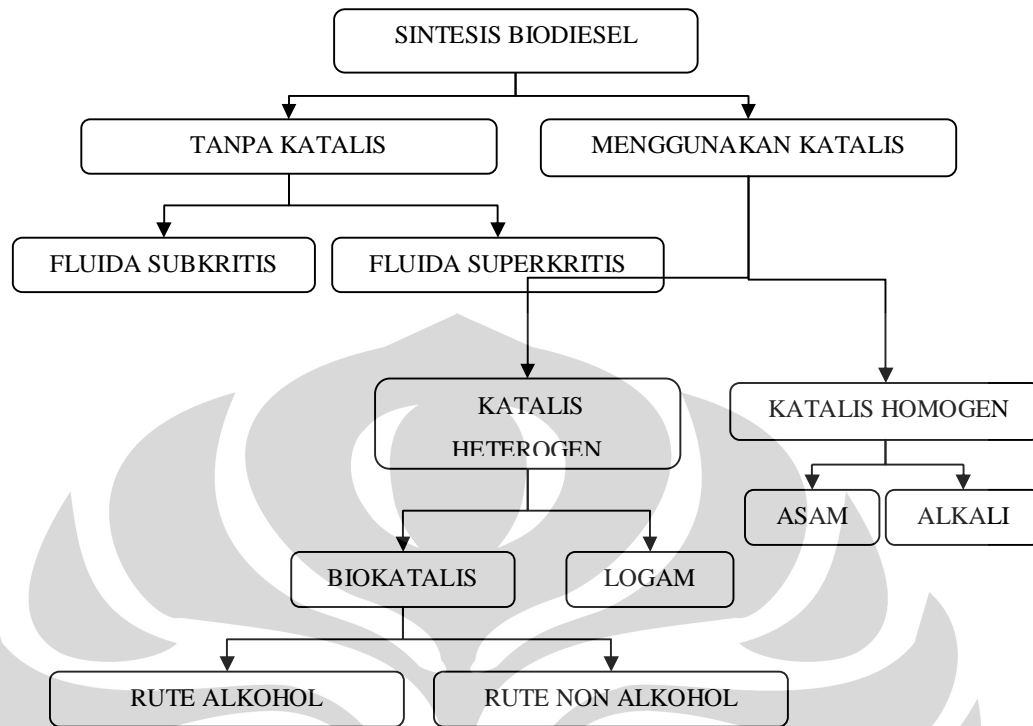 SINTESIS BIODIESEL
TANPA KATALIS
MENGGUNAKAN KATALIS
FLUIDA SUBKRITIS
FLUIDA SUPERKRITIS
KATALIS
HETEROGEN
KATALIS HOMOGEN
ASAM
ALKALI
BIOKATALIS
LOGAM
RUTE ALKOHOL
RUTE NON ALKOHOL